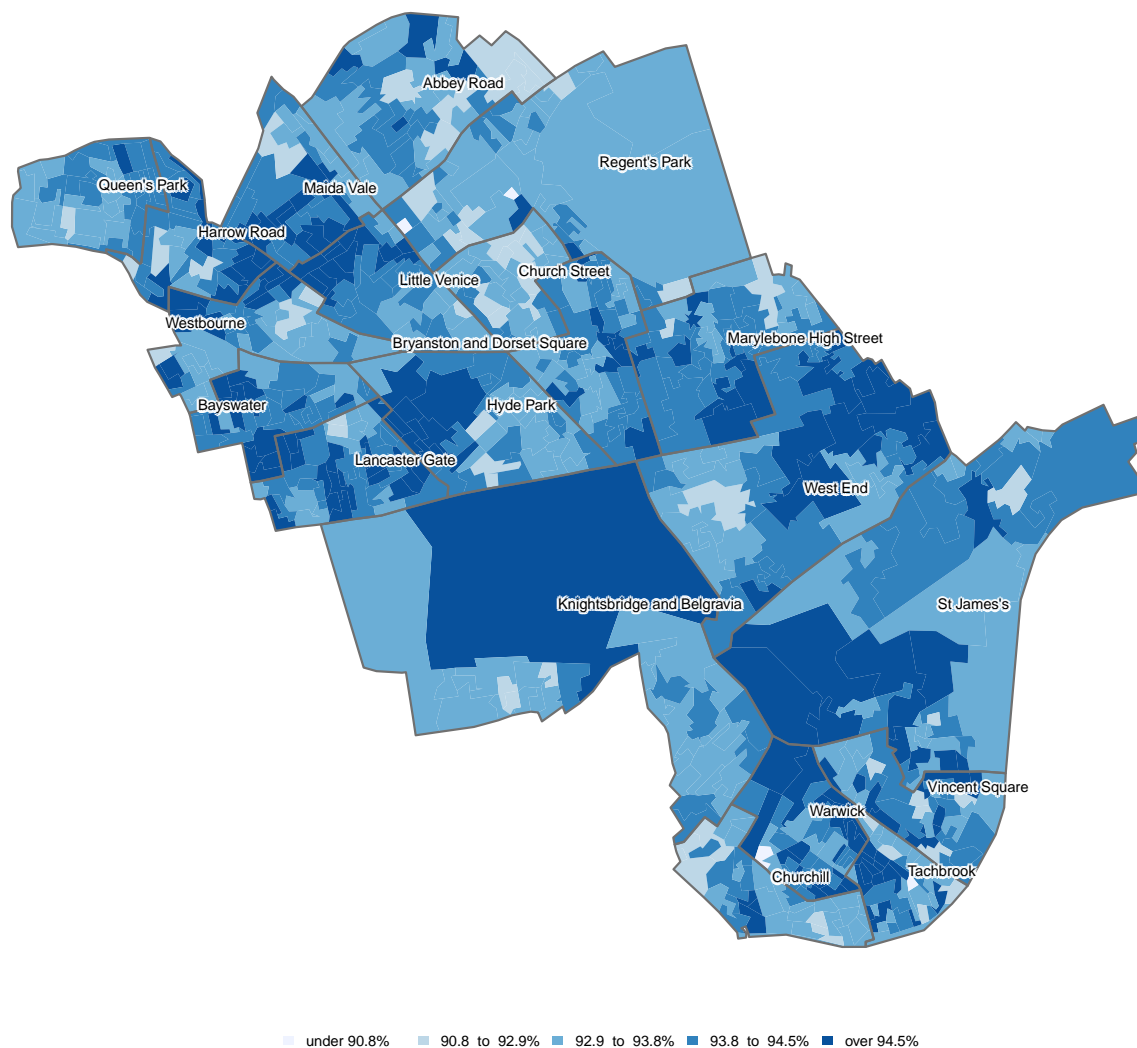 Abbey Road
Regent's Park
Queen's Park
Maida Vale
Harrow Road
Church Street
Little Venice
Westbourne
Marylebone High Street
Bryanston and Dorset Square
Bayswater
Hyde Park
Lancaster Gate
West End
Knightsbridge and Belgravia
St James's
Vincent Square
Warwick
Tachbrook
Churchill
under 90.8% 90.8 to 92.9% 92.9 to 93.8% 93.8 to 94.5% over 94.5%